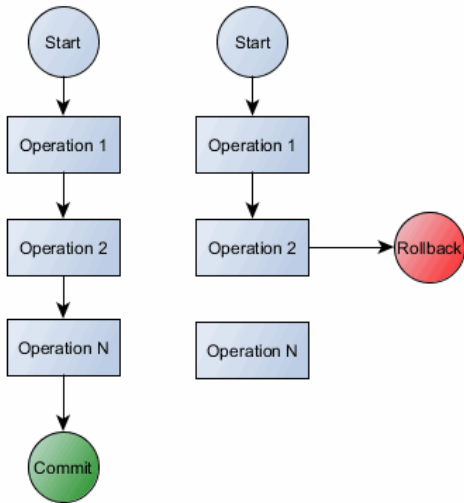 Start
Operation 1
Operation 2
Operation N
Commit
Start
Operation 1
Operation 2
Rollback
Operation N